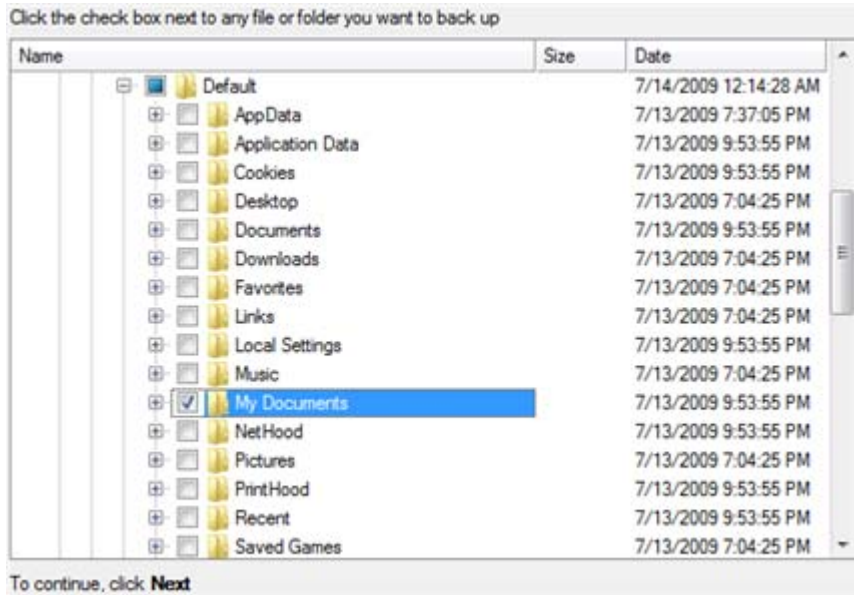 Click the check box next to any file or folder you want to back up
Name Size Date
Default 7/14/2009 12:14:28 AM
AppData 7/13/2009 7:37:05 PM
Application Data 7/13/2009 9:53:55 PM
Cookies 7/13/2009 9:53:55 PM
Desktop 7/13/2009 7:04:25 PM
Documents 7/13/2009 9:53:55 PM
Downloads 7/13/2009 7:04:25 PM
Favorites 7/13/2009 7:04:25 PM
Links 7/13/2009 7:04:25 PM
Local Settings 7/13/2009 9:53:55 PM
Music 7/13/2009 7:04:25 PM
My Documents 7/13/2009 9:53:55 PM
NetHood 7/13/2009 9:53:55 PM
Pictures 7/13/2009 7:04:25 PM
PrintHood 7/13/2009 9:53:55 PM
Recent 7/13/2009 9:53:55 PM
Saved Games 7/13/2009 7:04:25 PM
To continue, click Next